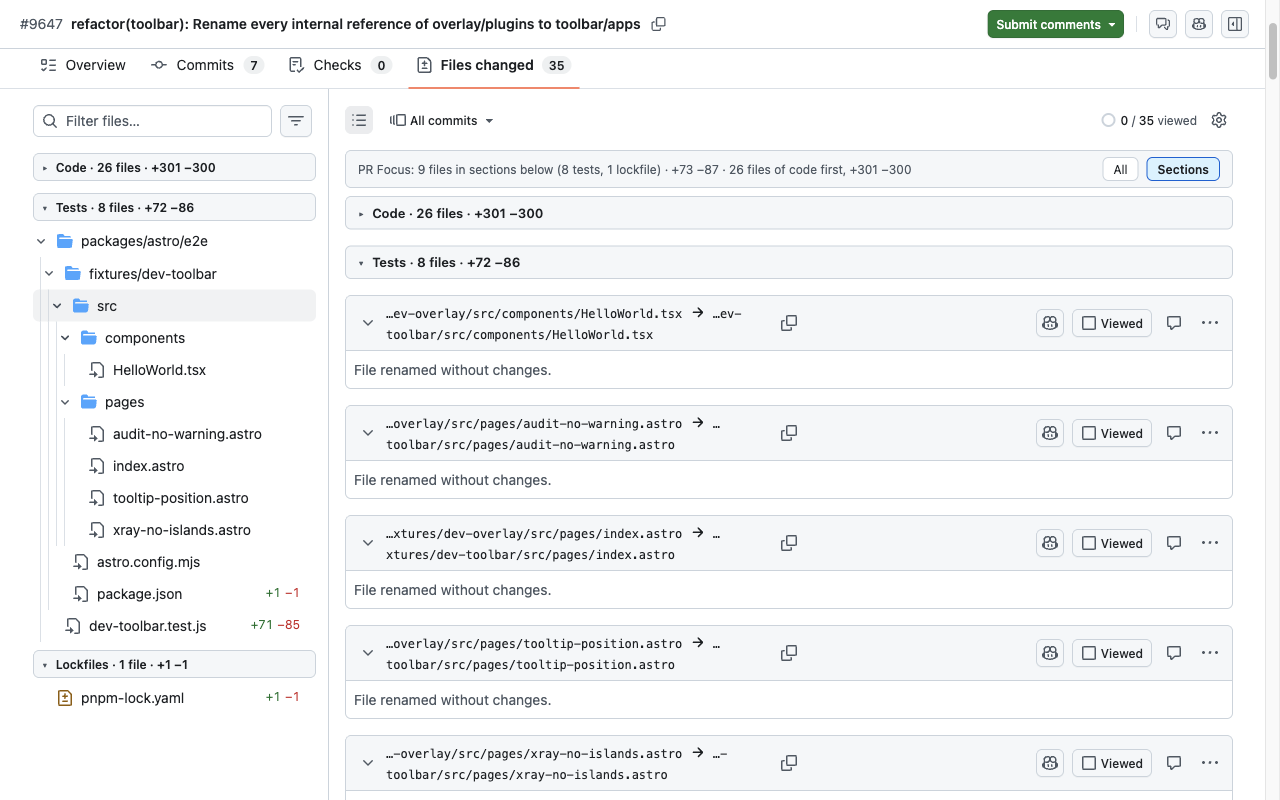 #9647 refactor(toolbar): Rename every internal reference of overlay/plugins to toolbar/apps
Submit comments
Overview
Commits 7
Checks 0
Files changed 35
Filter files...
Code · 26 files · +301 −300
Tests · 8 files · +72 −86
packages/astro/e2e
fixtures/dev-toolbar
src
components
HelloWorld.tsx
pages
audit-no-warning.astro
index.astro
tooltip-position.astro
xray-no-islands.astro
astro.config.mjs
package.json +1 −1
dev-toolbar.test.js +71 −85
Lockfiles · 1 file · +1 −1
pnpm-lock.yaml +1 −1
All commits
0 / 35 viewed
PR Focus: 9 files in sections below (8 tests, 1 lockfile) · +73 −87 · 26 files of code first, +301 −300
All
Sections
Code · 26 files · +301 −300
Tests · 8 files · +72 −86
…ev-overlay/src/components/HelloWorld.tsx → …ev-
toolbar/src/components/HelloWorld.tsx
Viewed
File renamed without changes.
…overlay/src/pages/audit-no-warning.astro → …
toolbar/src/pages/audit-no-warning.astro
Viewed
File renamed without changes.
…xtures/dev-overlay/src/pages/index.astro → …
xtures/dev-toolbar/src/pages/index.astro
Viewed
File renamed without changes.
…overlay/src/pages/tooltip-position.astro → …
toolbar/src/pages/tooltip-position.astro
Viewed
File renamed without changes.
…-overlay/src/pages/xray-no-islands.astro → …-
toolbar/src/pages/xray-no-islands.astro
Viewed